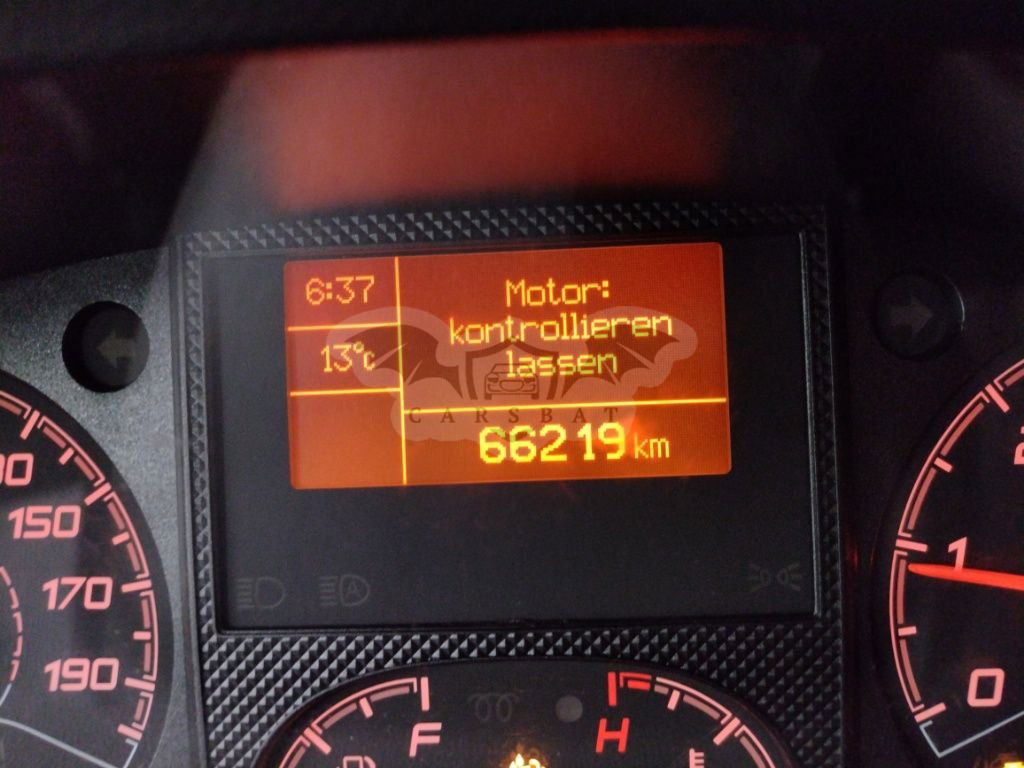 6:37
13°C
Motor:
kontrollieren
lassen
CARSBAT
66219 km
150
170
190
F
H
1
0